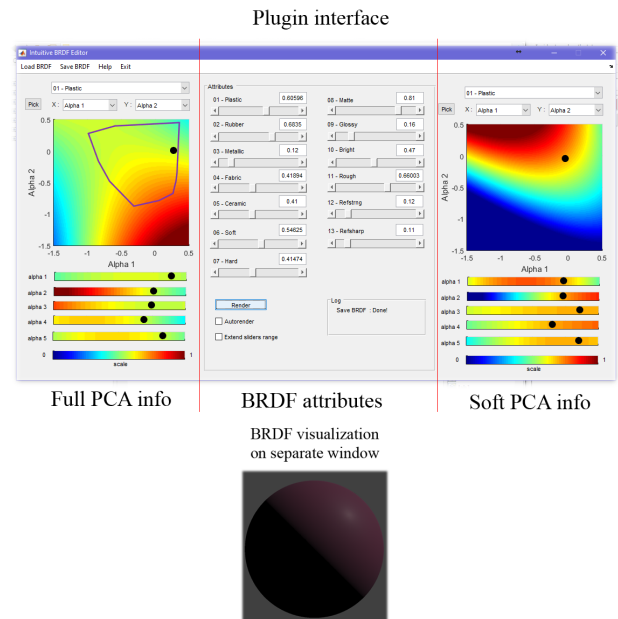 Plugin interface
Intuitive BRDF Editor
Load BRDF Save BRDF Help Exit
01 - Plastic
Pick X : Alpha 1 Y : Alpha 2
0.5
0
-0.5
-1
-1.5
Alpha 2
-1.5 -1 -0.5 0 0.5
Alpha 1
alpha 1
alpha 2
alpha 3
alpha 4
alpha 5
0 1
scale
Attributes
01 - Plastic 0.60596
02 - Rubber 0.6835
03 - Metallic 0.12
04 - Fabric 0.41894
05 - Ceramic 0.41
06 - Soft 0.54625
07 - Hard 0.41474
08 - Matte 0.81
09 - Glossy 0.16
10 - Bright 0.47
11 - Rough 0.66003
12 - Refstrng 0.12
13 - Refsharp 0.11
Render
Autorender
Extend sliders range
Log
Save BRDF : Done!
01 - Plastic
Pick X : Alpha 1 Y : Alpha 2
0.5
0
-0.5
-1
-1.5
Alpha 2
-1.5 -1 -0.5 0 0.5
Alpha 1
alpha 1
alpha 2
alpha 3
alpha 4
alpha 5
0 1
scale
Full PCA info
BRDF attributes
Soft PCA info
BRDF visualization
on separate window